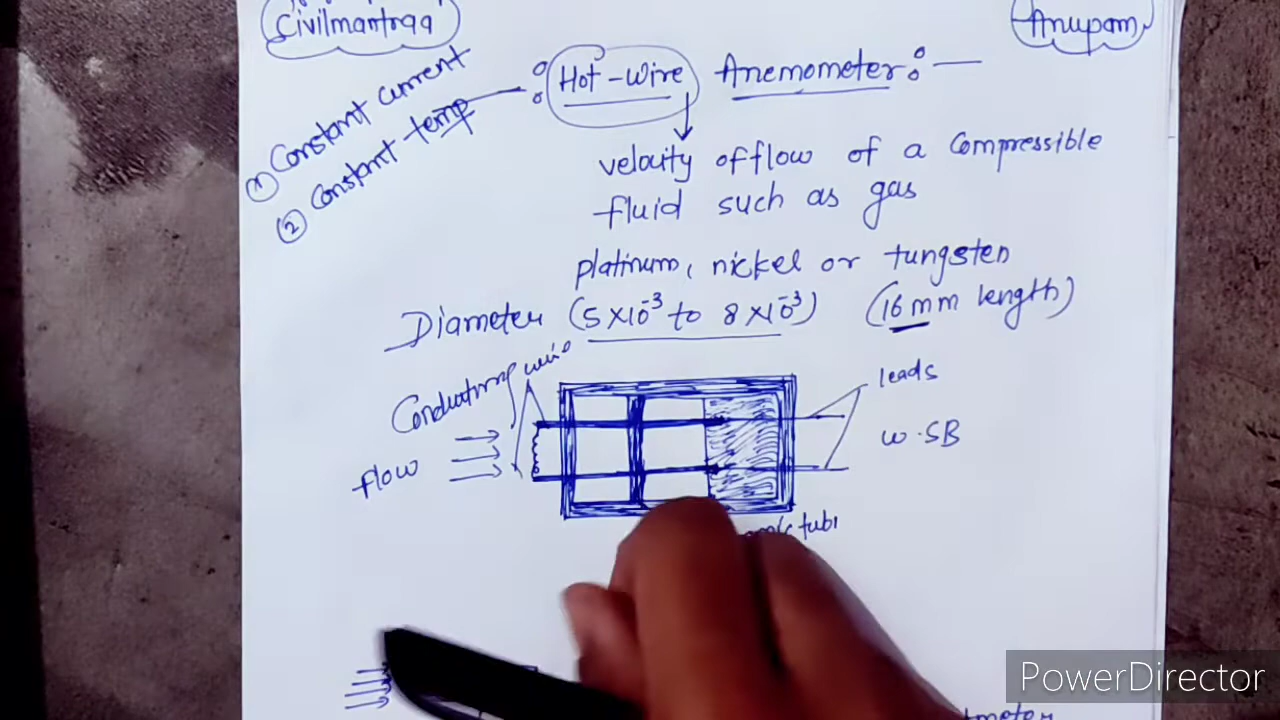 Civilmantraa
Anupam
① Constant current
② Constant temp
Hot-Wire Anemometer
velocity of flow of a compressible
fluid such as gas
platinum, nickel or tungsten
Diameter (5×10⁻³ to 8×10⁻³) (16 mm length)
Conducting wire
leads
flow
W.SB
PowerDirector